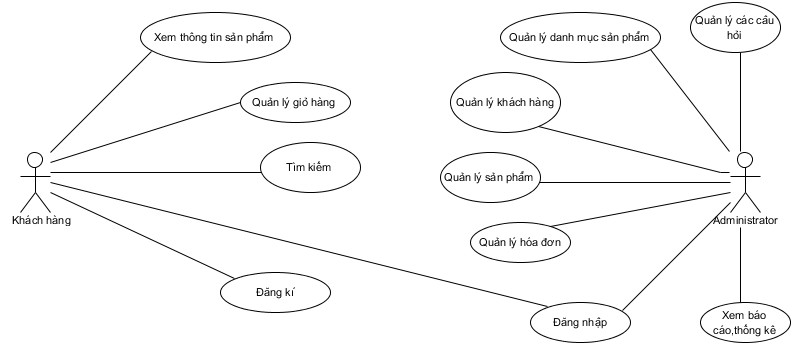 Xem thông tin sản phẩm
Quản lý giỏ hàng
Tìm kiếm
Khách hàng
Đăng kí
Quản lý danh mục sản phẩm
Quản lý các câu
hỏi
Quản lý khách hàng
Quản lý sản phẩm
Administrator
Quản lý hóa đơn
Đăng nhập
Xem báo
cáo,thống kê